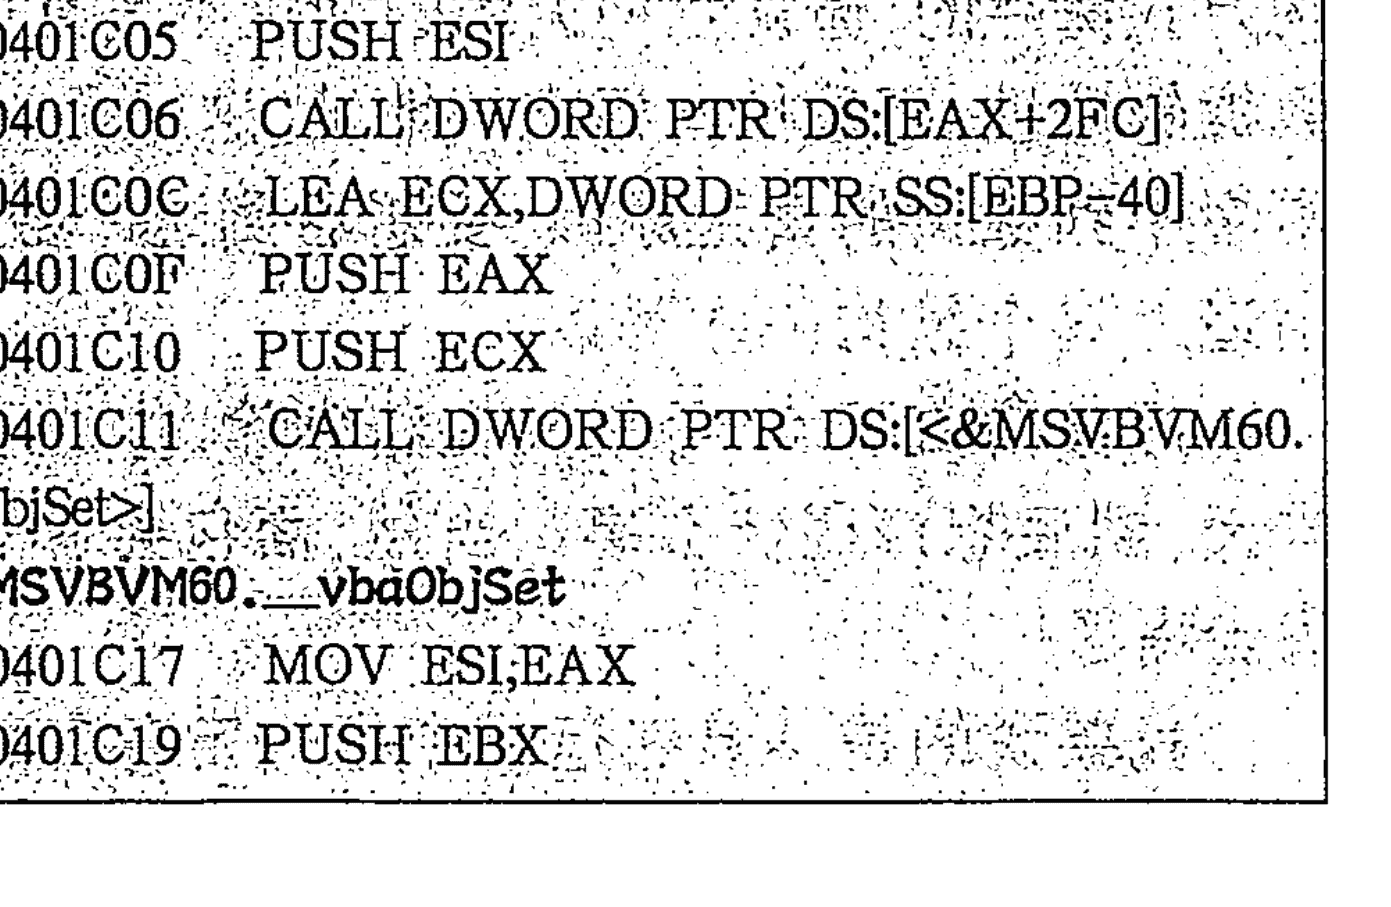 0401C05 PUSH ESI
0401C06 CALL DWORD PTR DS:[EAX+2FC]
0401C0C LEA ECX,DWORD PTR SS:[EBP-40]
0401C0F PUSH EAX
0401C10 PUSH ECX
0401C11 CALL DWORD PTR DS:[<&MSVBVM60.
bjSet>]
MSVBVM60.__vbaObjSet
0401C17 MOV ESI,EAX
0401C19 PUSH EBX